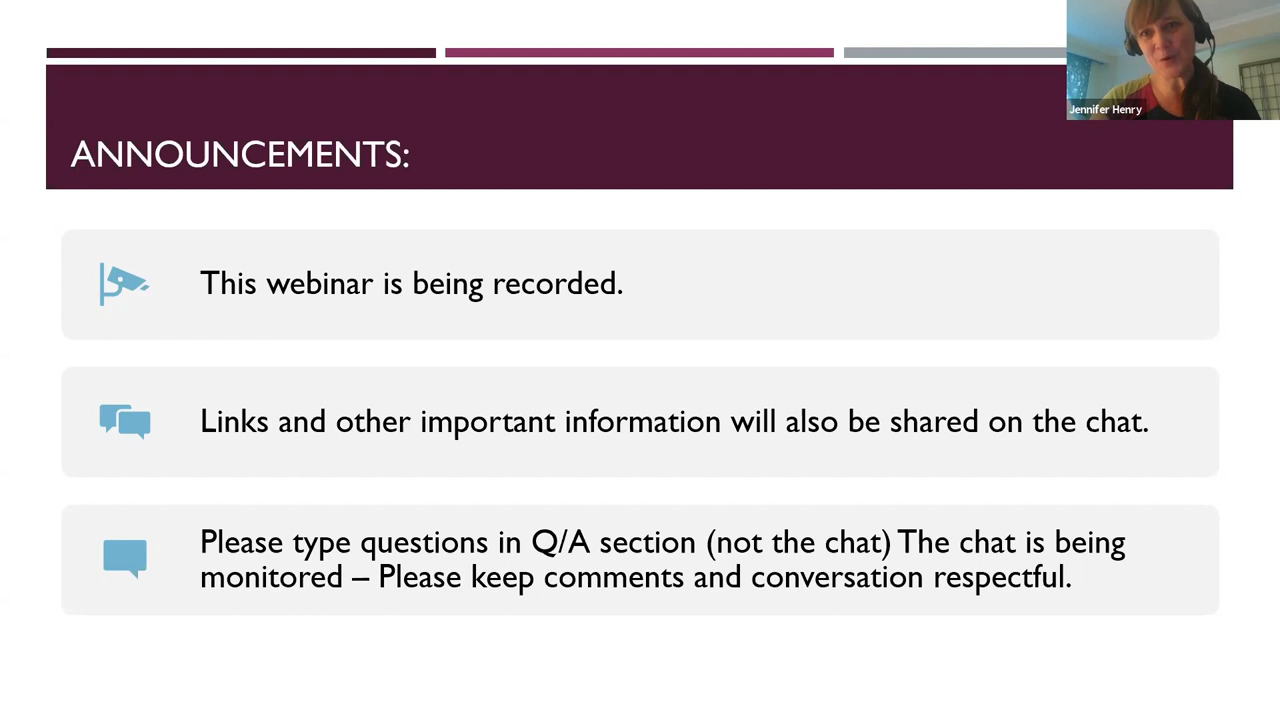 Jennifer Henry
ANNOUNCEMENTS:
This webinar is being recorded.
Links and other important information will also be shared on the chat.
Please type questions in Q/A section (not the chat) The chat is being
monitored – Please keep comments and conversation respectful.